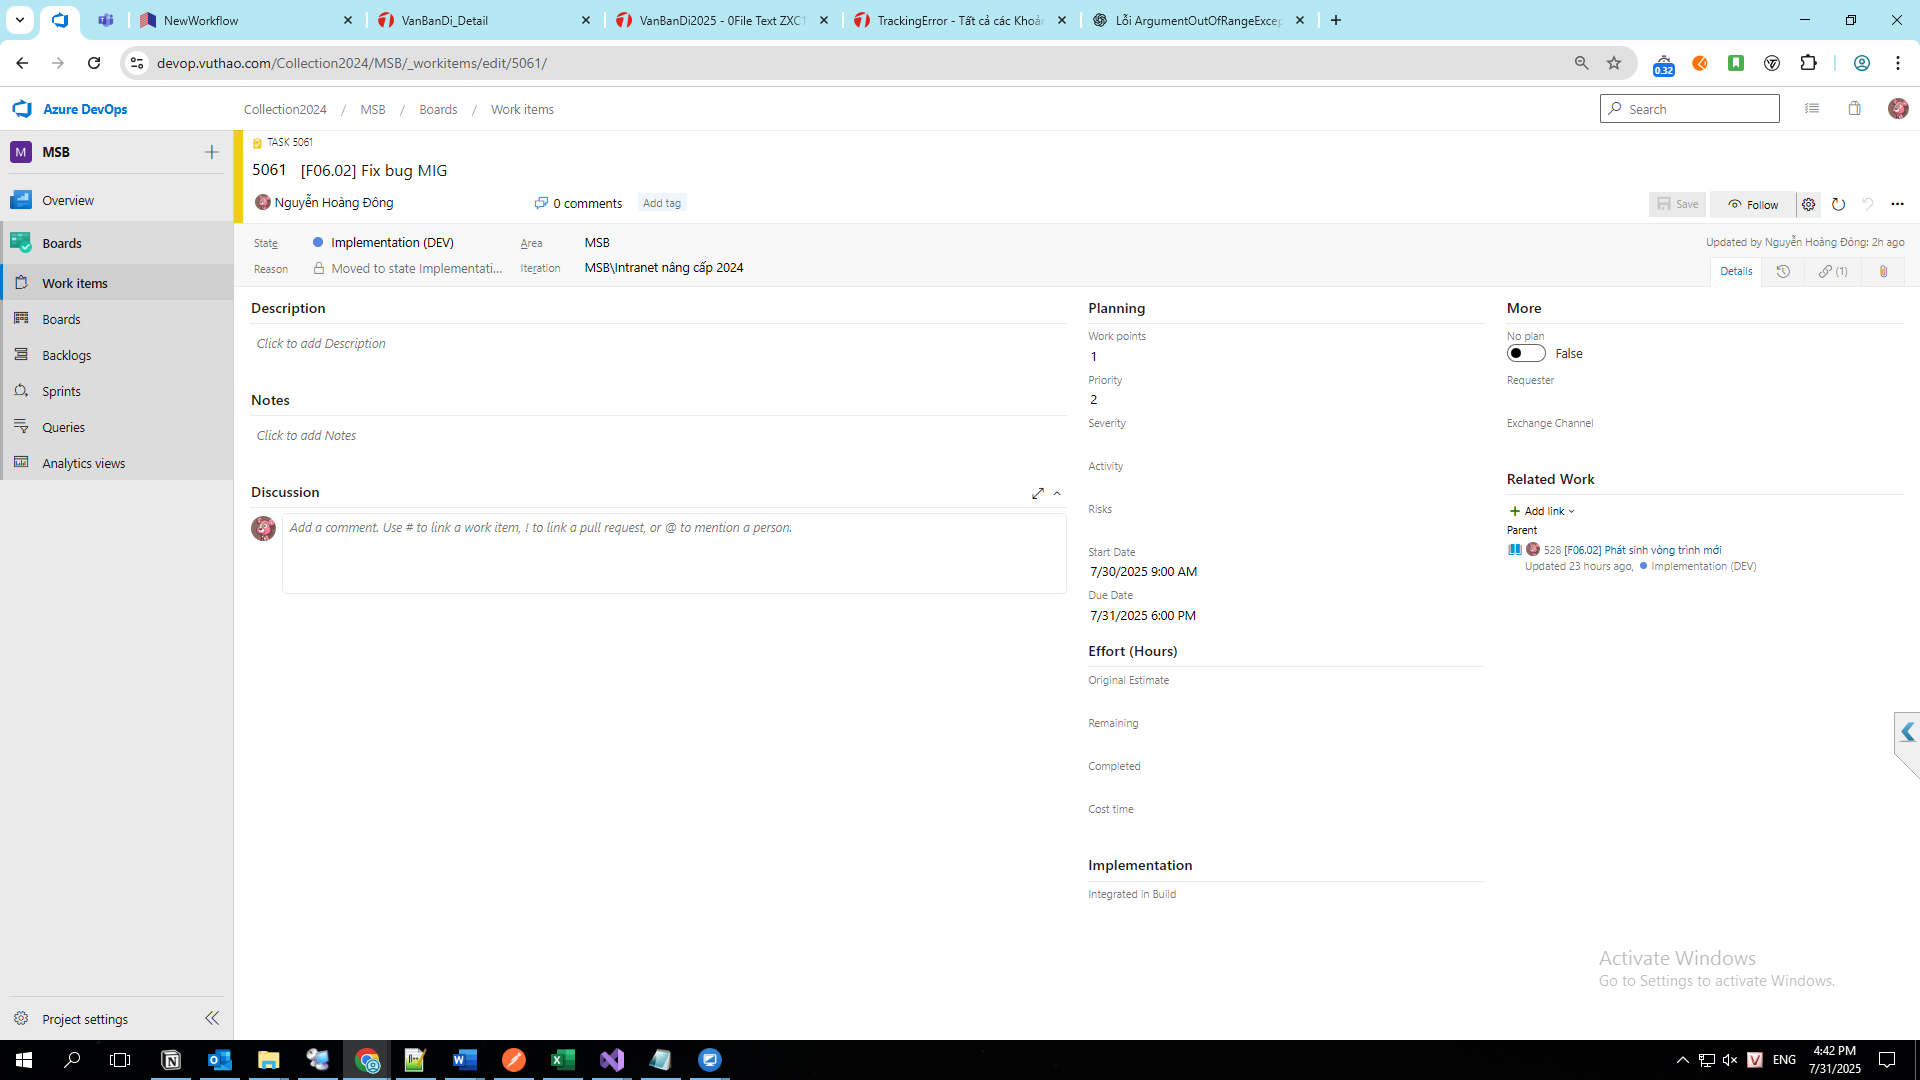 NewWorkflow
VanBanDi_Detail
VanBanDi2025 - 0File Text ZXC1
TrackingError - Tất cả các Khoản
Lỗi ArgumentOutOfRangeExcep
devop.vuthao.com/Collection2024/MSB/_workitems/edit/5061/
0.32
Azure DevOps
Collection2024 / MSB / Boards / Work items
Search
M MSB
TASK 5061
5061 [F06.02] Fix bug MIG
Nguyễn Hoàng Đông
0 comments
Add tag
Save
Follow
State
Implementation (DEV)
Area
MSB
Updated by Nguyễn Hoàng Đông: 2h ago
Reason
Moved to state Implementati...
Iteration
MSB\Intranet nâng cấp 2024
Details
(1)
Overview
Boards
Work items
Boards
Backlogs
Sprints
Queries
Analytics views
Project settings
Description
Click to add Description
Notes
Click to add Notes
Discussion
Add a comment. Use # to link a work item, ! to link a pull request, or @ to mention a person.
Planning
Work points
1
Priority
2
Severity
Activity
Risks
Start Date
7/30/2025 9:00 AM
Due Date
7/31/2025 6:00 PM
Effort (Hours)
Original Estimate
Remaining
Completed
Cost time
Implementation
Integrated in Build
More
No plan
False
Requester
Exchange Channel
Related Work
Add link
Parent
528 [F06.02] Phát sinh vòng trình mới
Updated 23 hours ago, Implementation (DEV)
Activate Windows
Go to Settings to activate Windows.
ENG
4:42 PM
7/31/2025